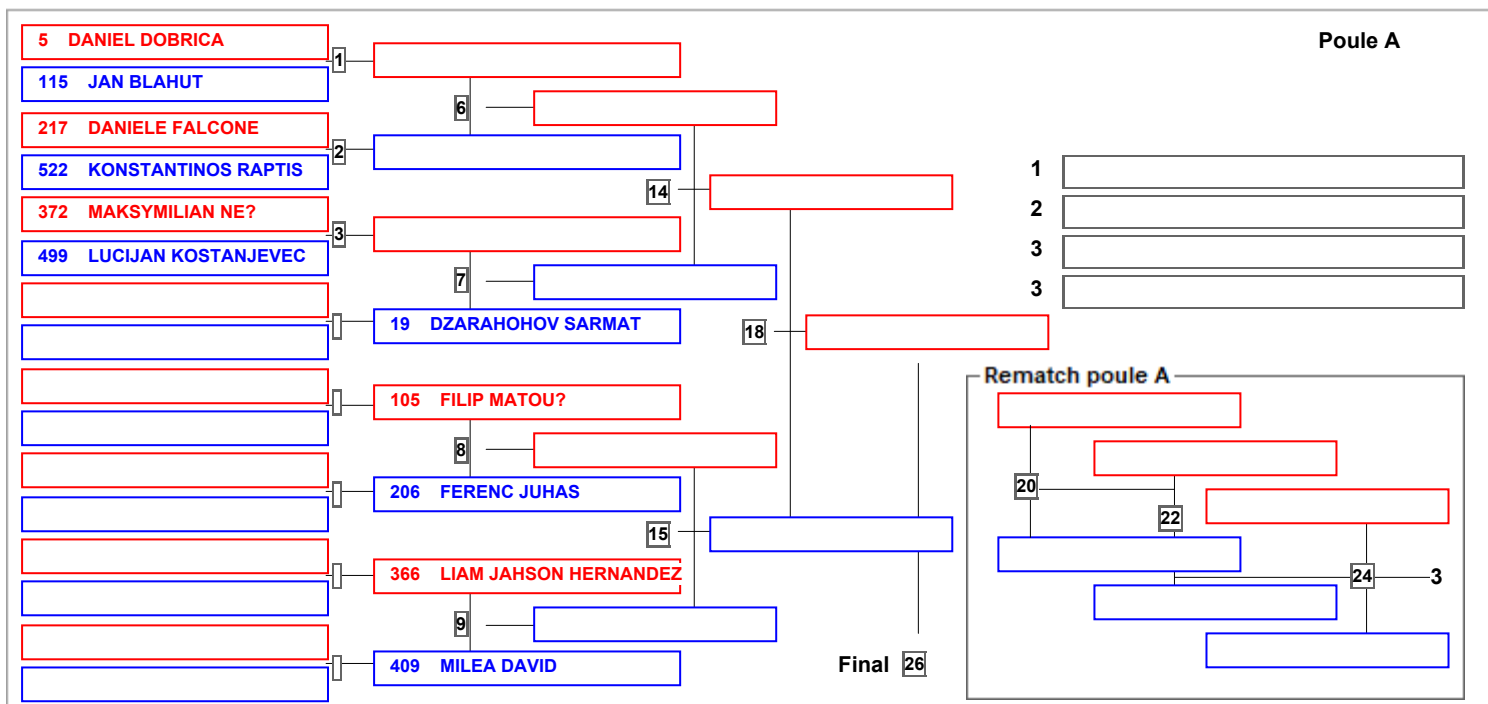 Poule A
5 DANIEL DOBRICA
115 JAN BLAHUT
217 DANIELE FALCONE
522 KONSTANTINOS RAPTIS
372 MAKSYMILIAN NE?
499 LUCIJAN KOSTANJEVEC
1
2
3
19 DZARAHOHOV SARMAT
105 FILIP MATOU?
206 FERENC JUHAS
366 LIAM JAHSON HERNANDEZ
409 MILEA DAVID
6
7
8
9
14
15
18
Final 26
1
2
3
3
Rematch poule A
20
22
24
3